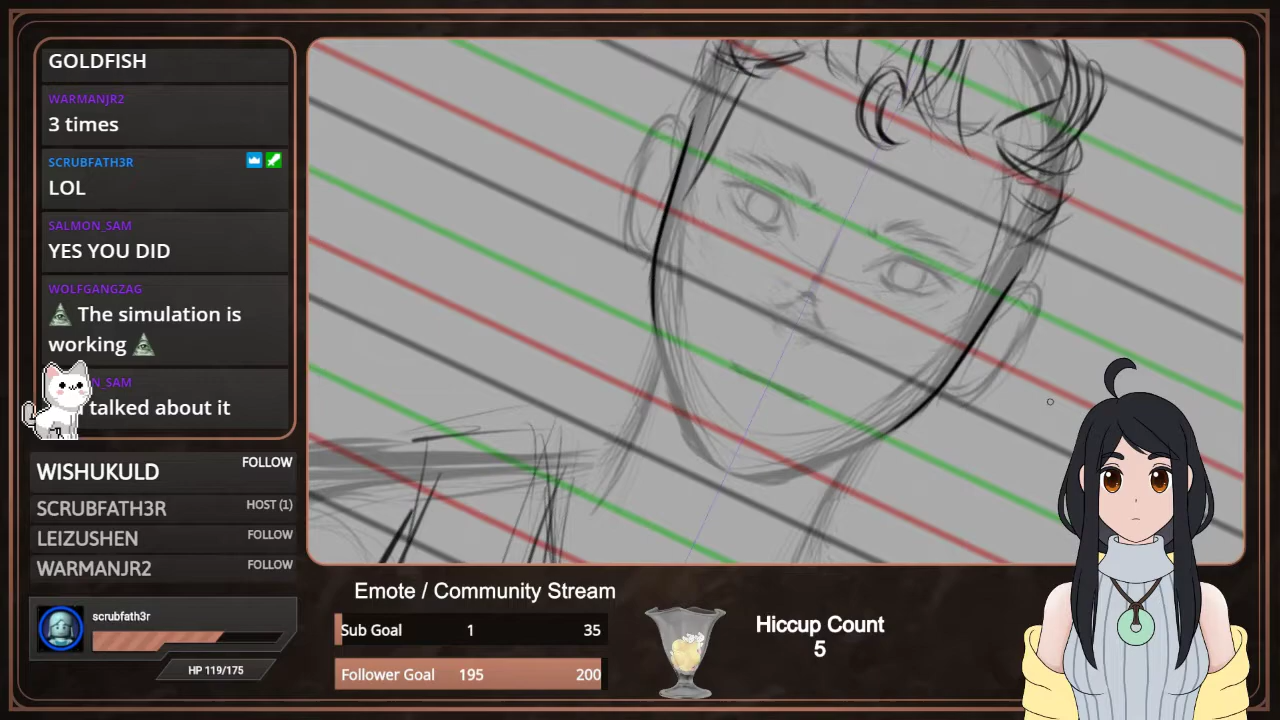 GOLDFISH
WARMANJR2
3 times
SCRUBFATH3R
LOL
SALMON_SAM
YES YOU DID
WOLFGANGZAG
The simulation is
working
N_SAM
talked about it
WISHUKULD FOLLOW
SCRUBFATH3R HOST (1)
LEIZUSHEN FOLLOW
WARMANJR2 FOLLOW
scrubfath3r
HP 119/175
Emote / Community Stream
Sub Goal 1 35
Follower Goal 195 200
Hiccup Count
5